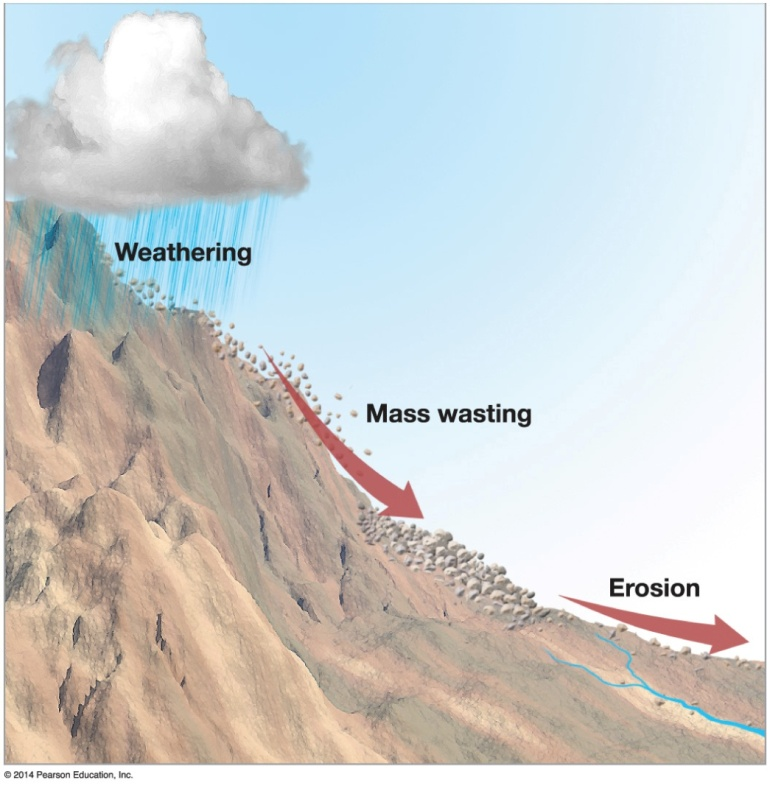 Weathering
Mass wasting
Erosion
© 2014 Pearson Education, Inc.